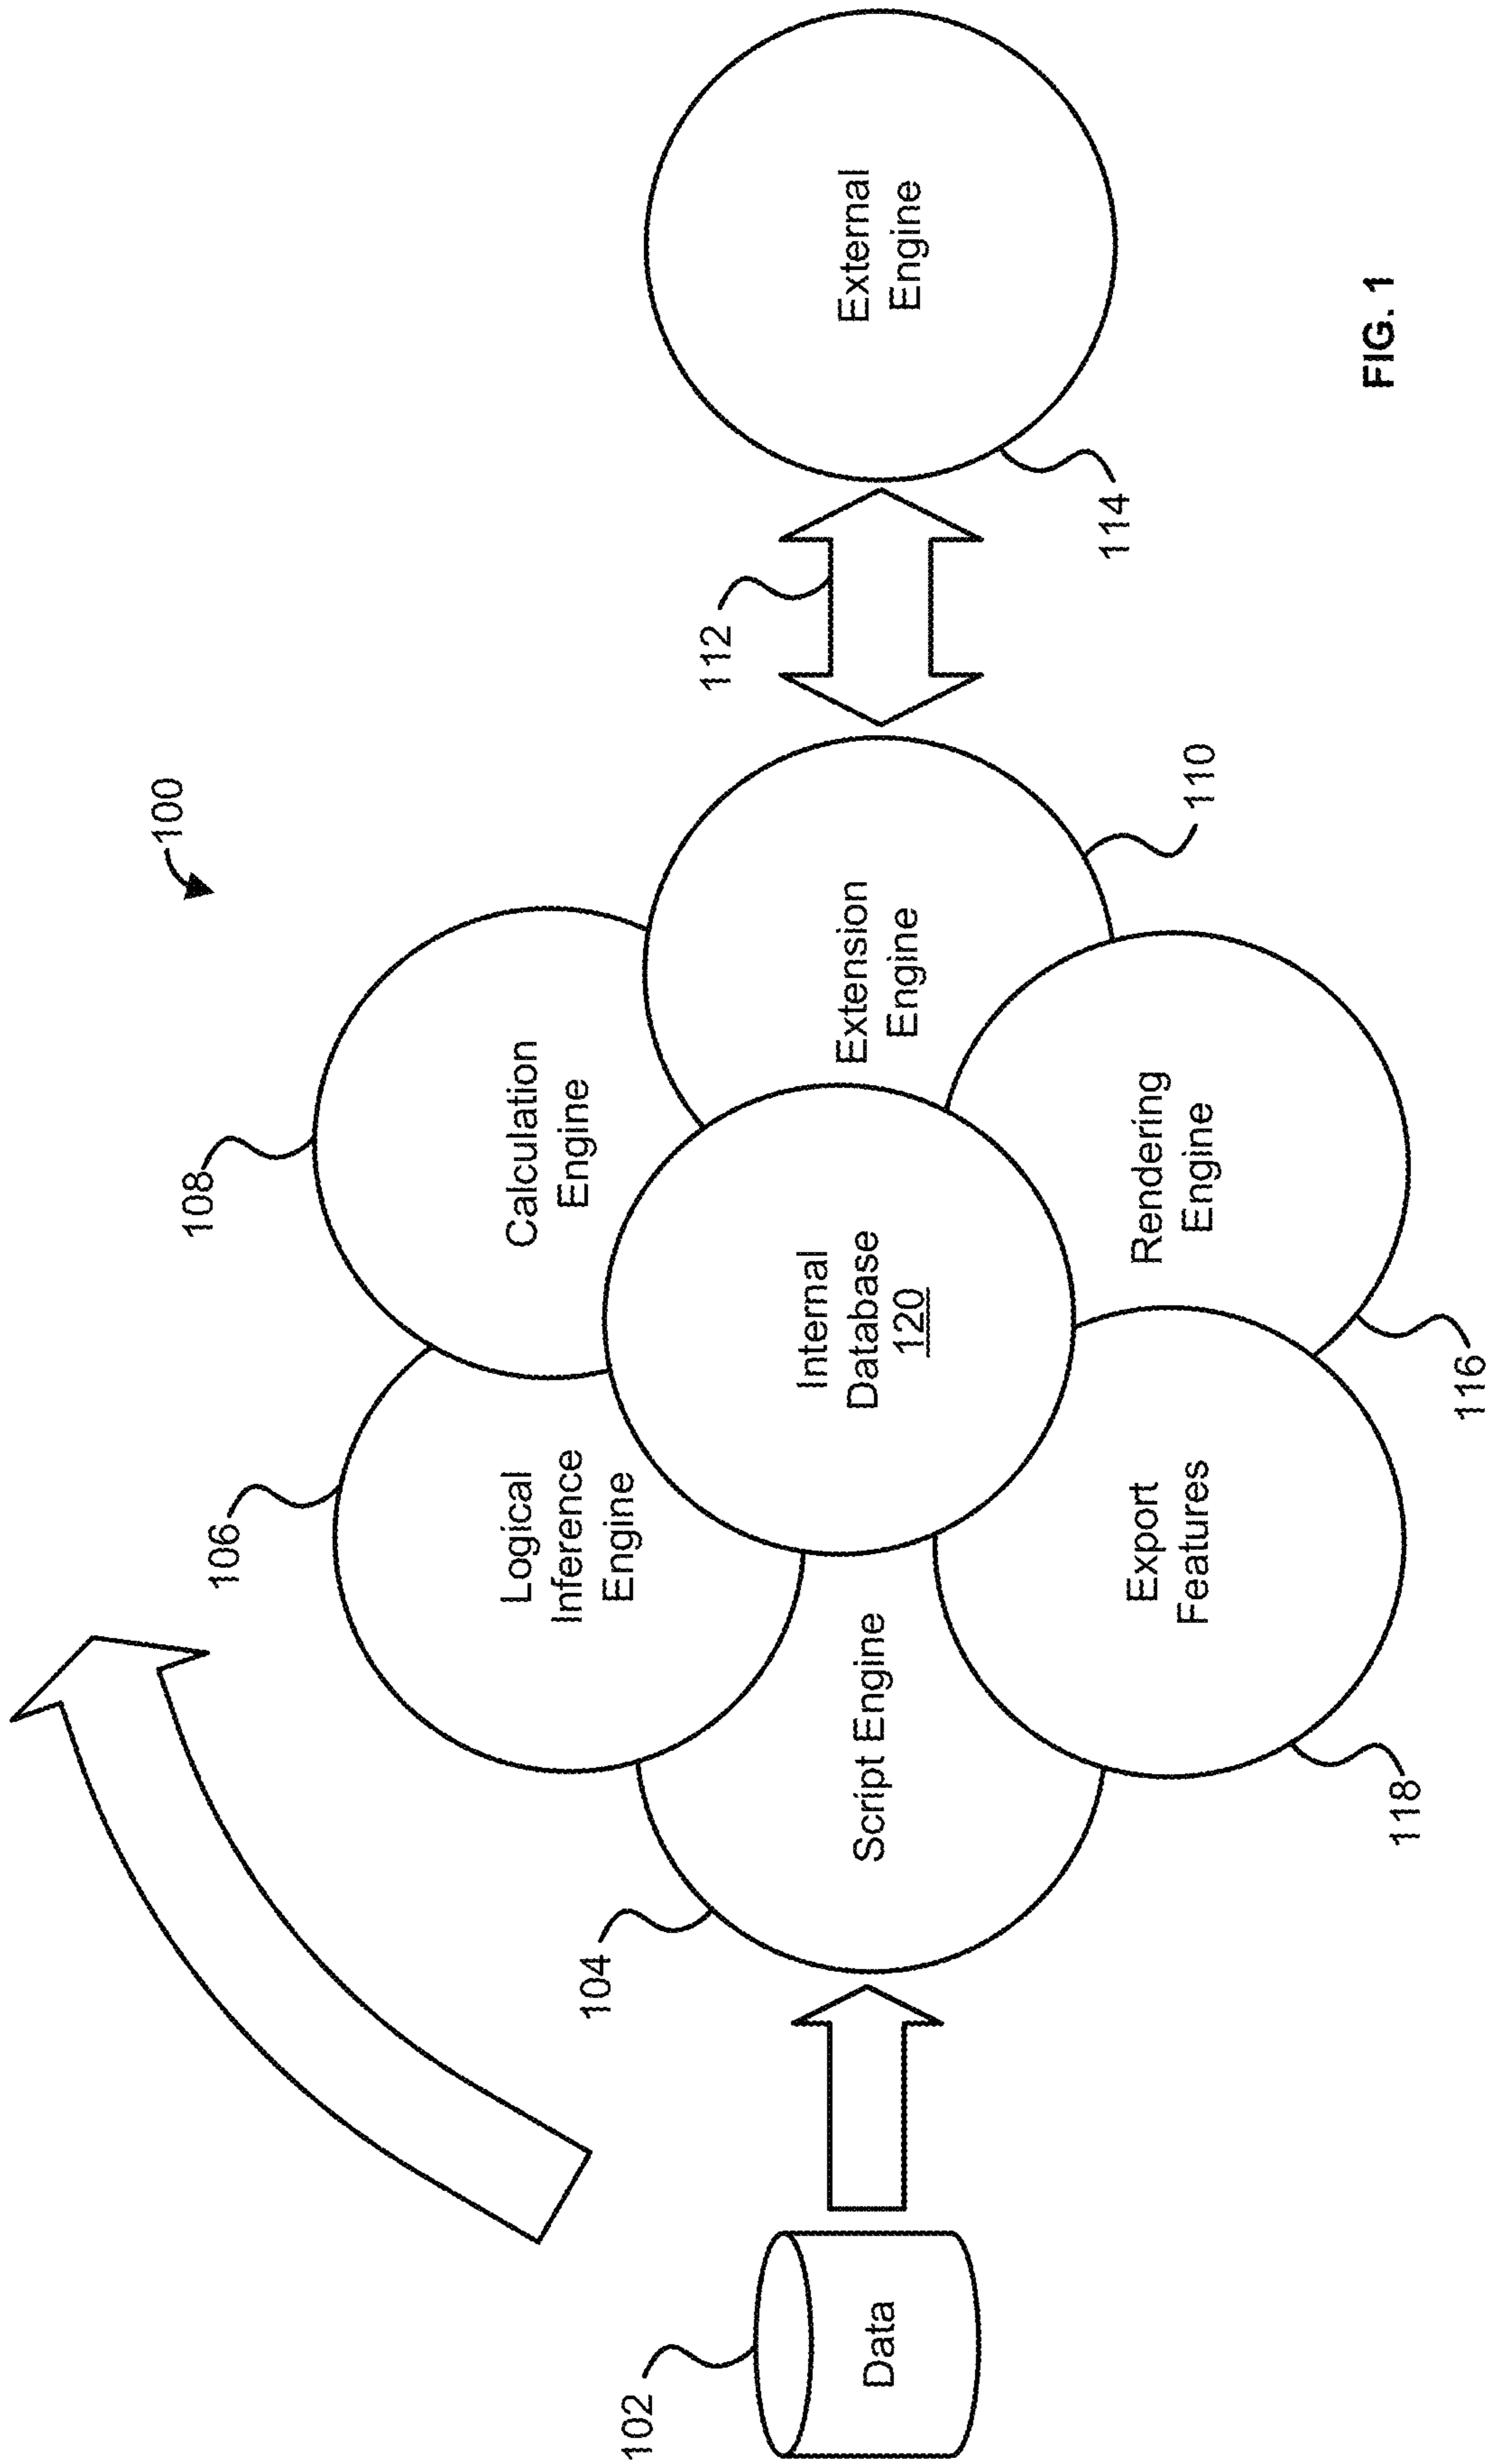 100
108
Calculation
Engine
106
Logical
Inference
Engine
112
External
Engine
114
Extension
Engine
110
Internal
Database
120
104
Script Engine
102
Data
Rendering
Engine
116
Export
Features
118
FIG. 1